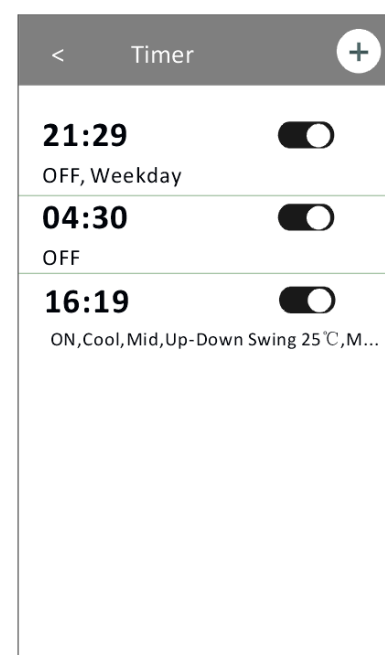 < Timer +
21:29
OFF, Weekday
04:30
OFF
16:19
ON,Cool,Mid,Up-Down Swing 25℃,M...